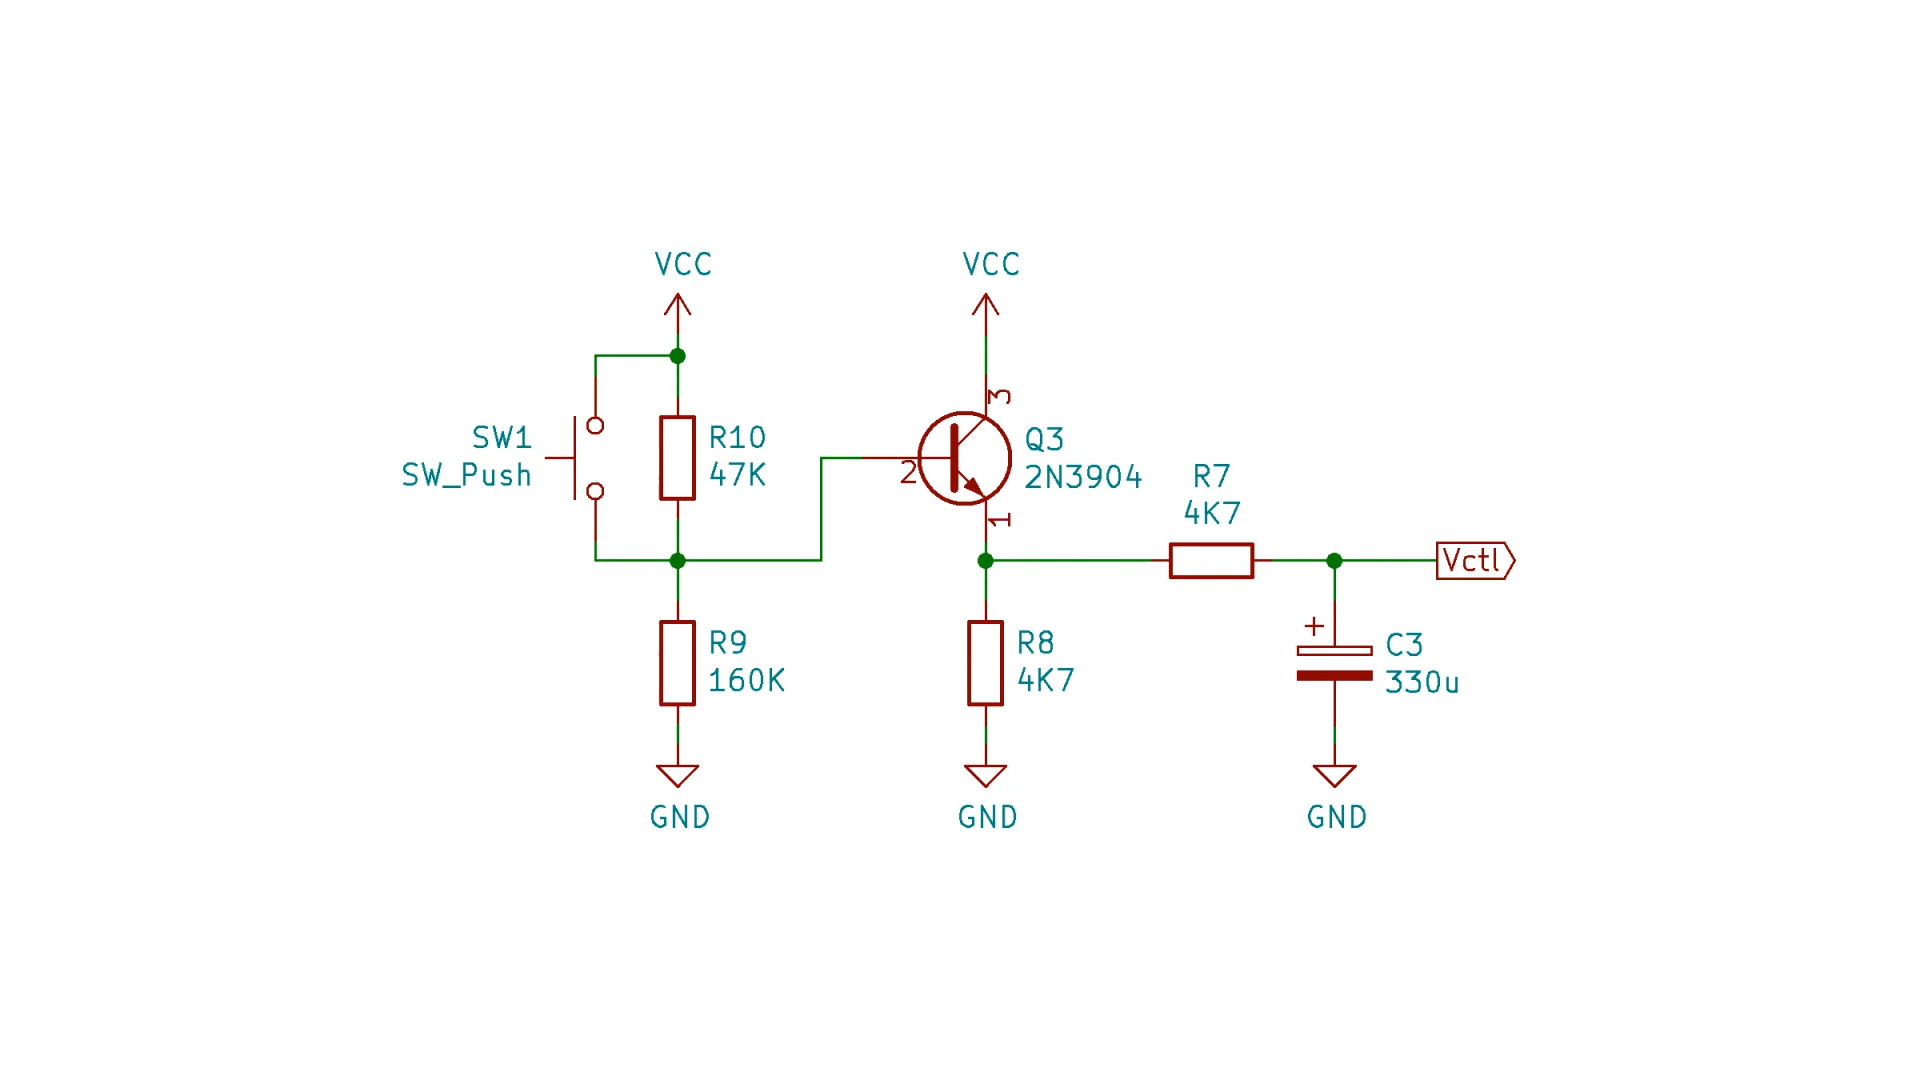 VCC
VCC
SW1
SW_Push
R10
47K
3
2
1
Q3
2N3904
R7
4K7
Vctl
R9
160K
R8
4K7
+
C3
330u
GND
GND
GND